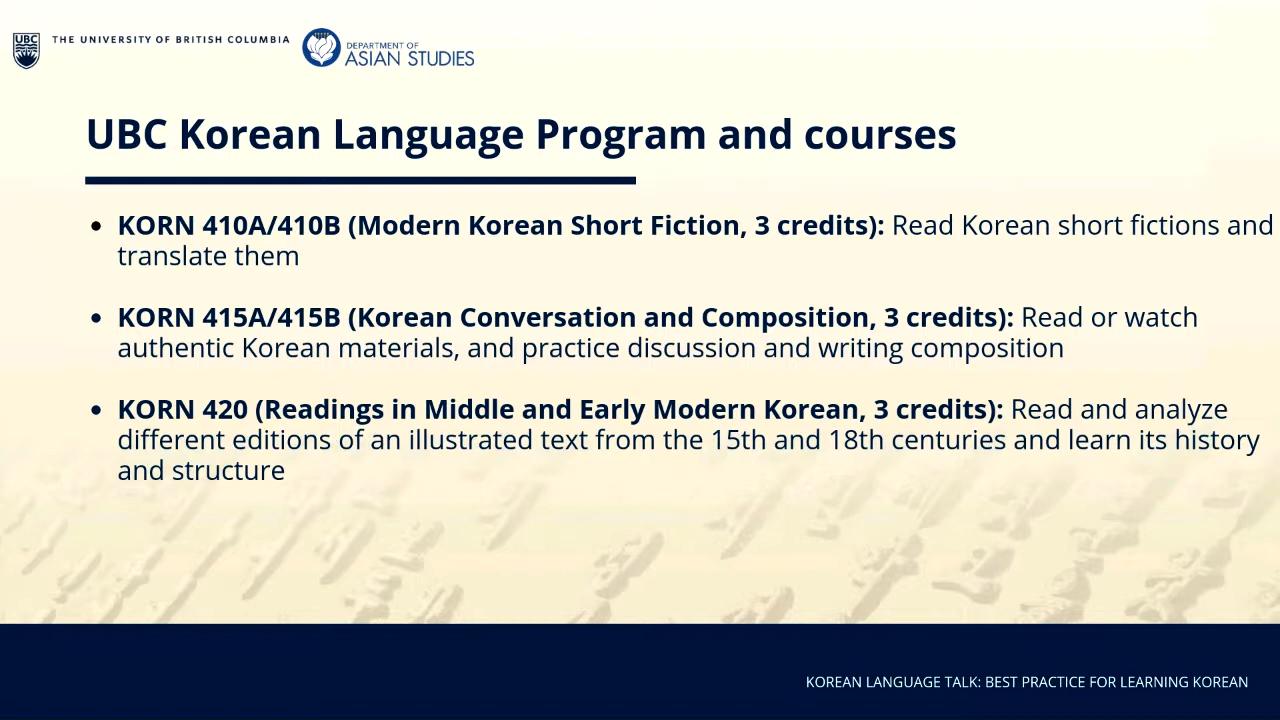 UBC
THE UNIVERSITY OF BRITISH COLUMBIA
DEPARTMENT OF
ASIAN STUDIES
UBC Korean Language Program and courses
• KORN 410A/410B (Modern Korean Short Fiction, 3 credits): Read Korean short fictions and
translate them
• KORN 415A/415B (Korean Conversation and Composition, 3 credits): Read or watch
authentic Korean materials, and practice discussion and writing composition
• KORN 420 (Readings in Middle and Early Modern Korean, 3 credits): Read and analyze
different editions of an illustrated text from the 15th and 18th centuries and learn its history
and structure
KOREAN LANGUAGE TALK: BEST PRACTICE FOR LEARNING KOREAN